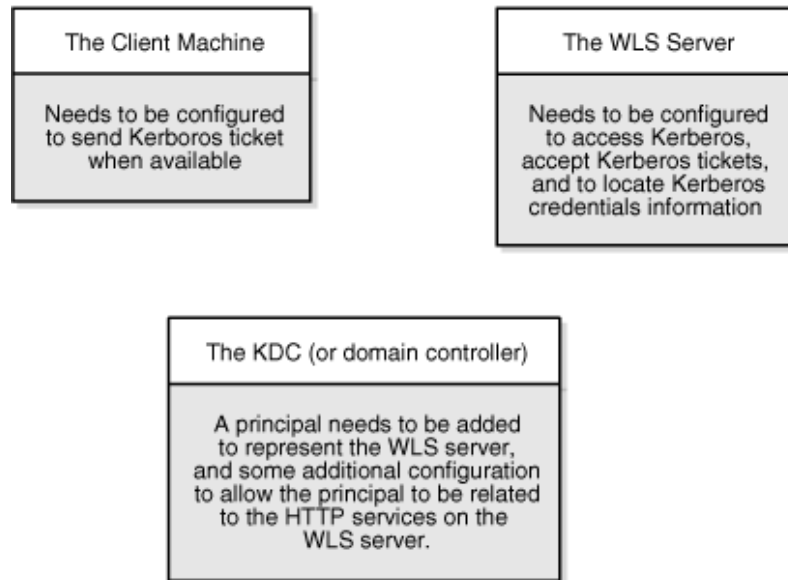 The Client Machine
Needs to be configured
to send Kerboros ticket
when available
The WLS Server
Needs to be configured
to access Kerberos,
accept Kerberos tickets,
and to locate Kerberos
credentials information
The KDC (or domain controller)
A principal needs to be added
to represent the WLS server,
and some additional configuration
to allow the principal to be related
to the HTTP services on the
WLS server.